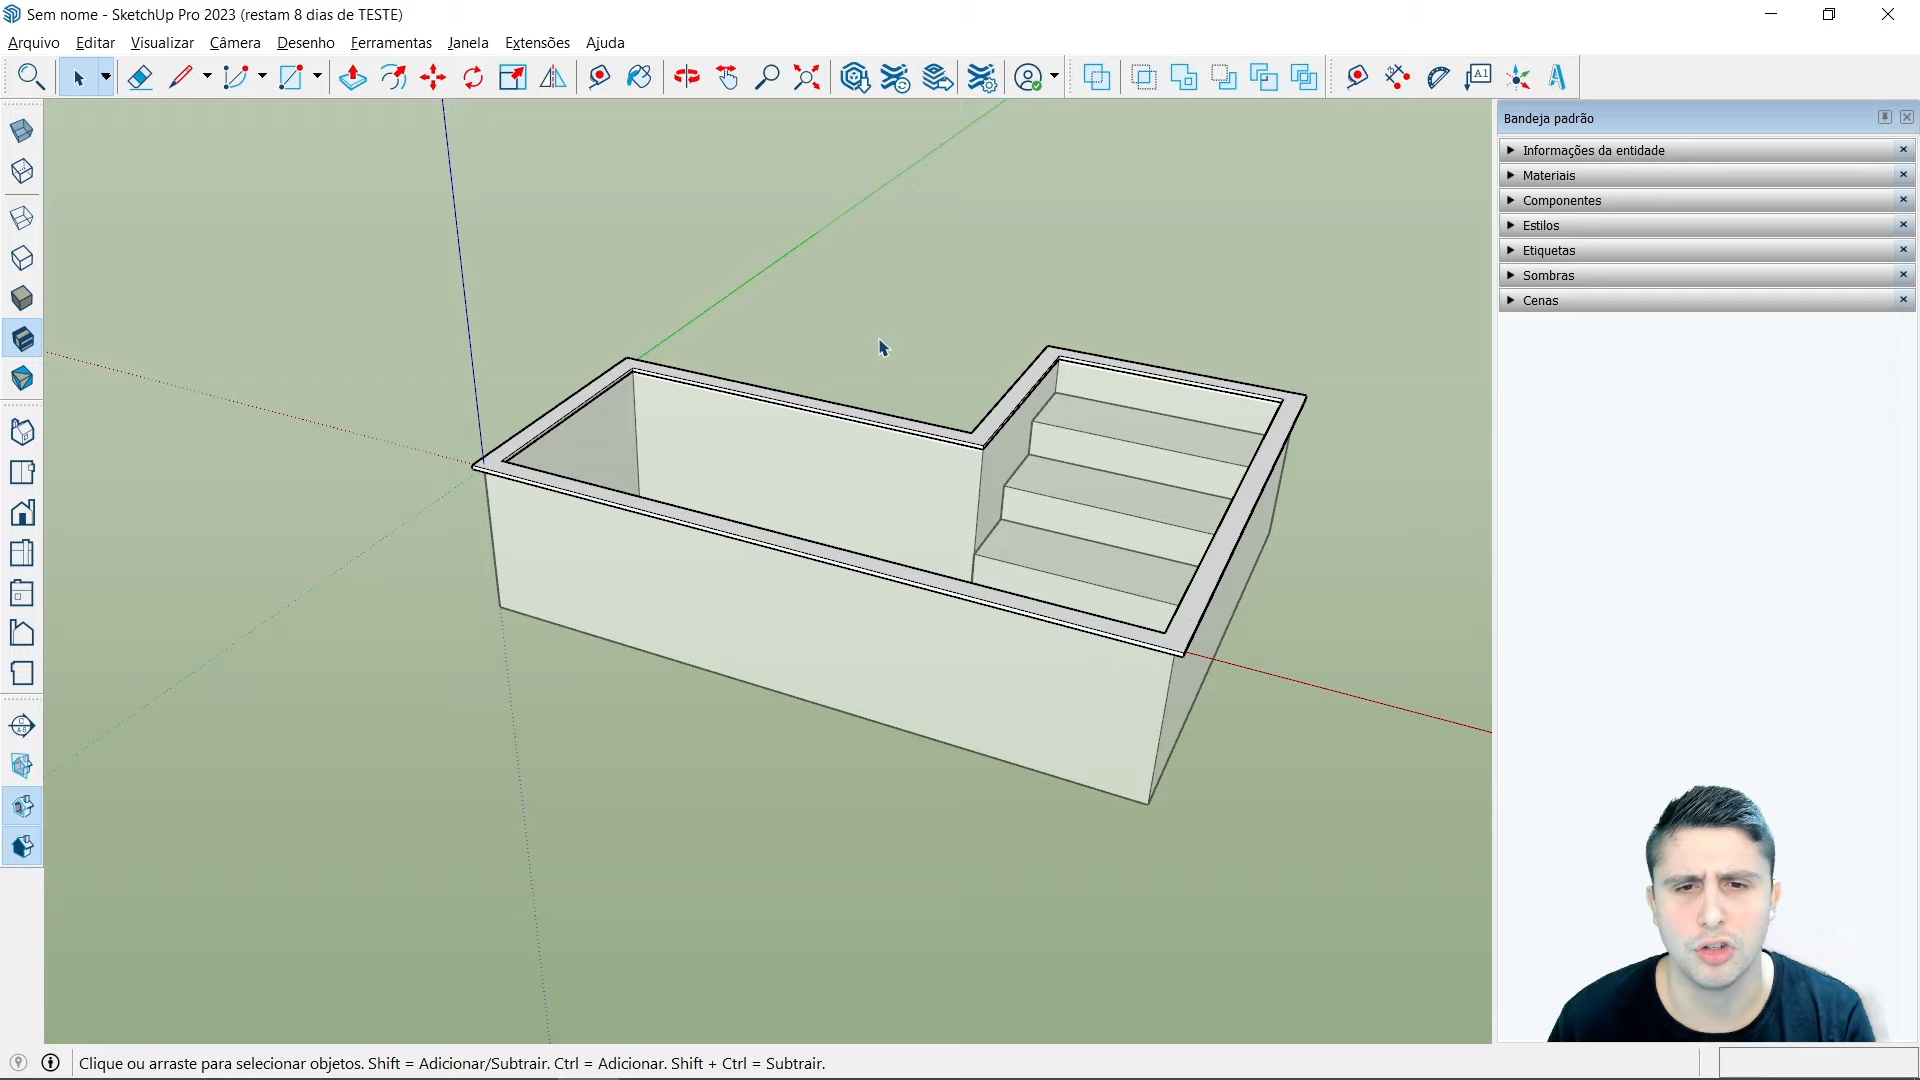 Sem nome - SketchUp Pro 2023 (restam 8 dias de TESTE)
Arquivo Editar Visualizar Câmera Desenho Ferramentas Janela Extensões Ajuda
A1
Bandeja padrão
Informações da entidade
Materiais
Componentes
Estilos
Etiquetas
Sombras
Cenas
Clique ou arraste para selecionar objetos. Shift = Adicionar/Subtrair. Ctrl = Adicionar. Shift + Ctrl = Subtrair.